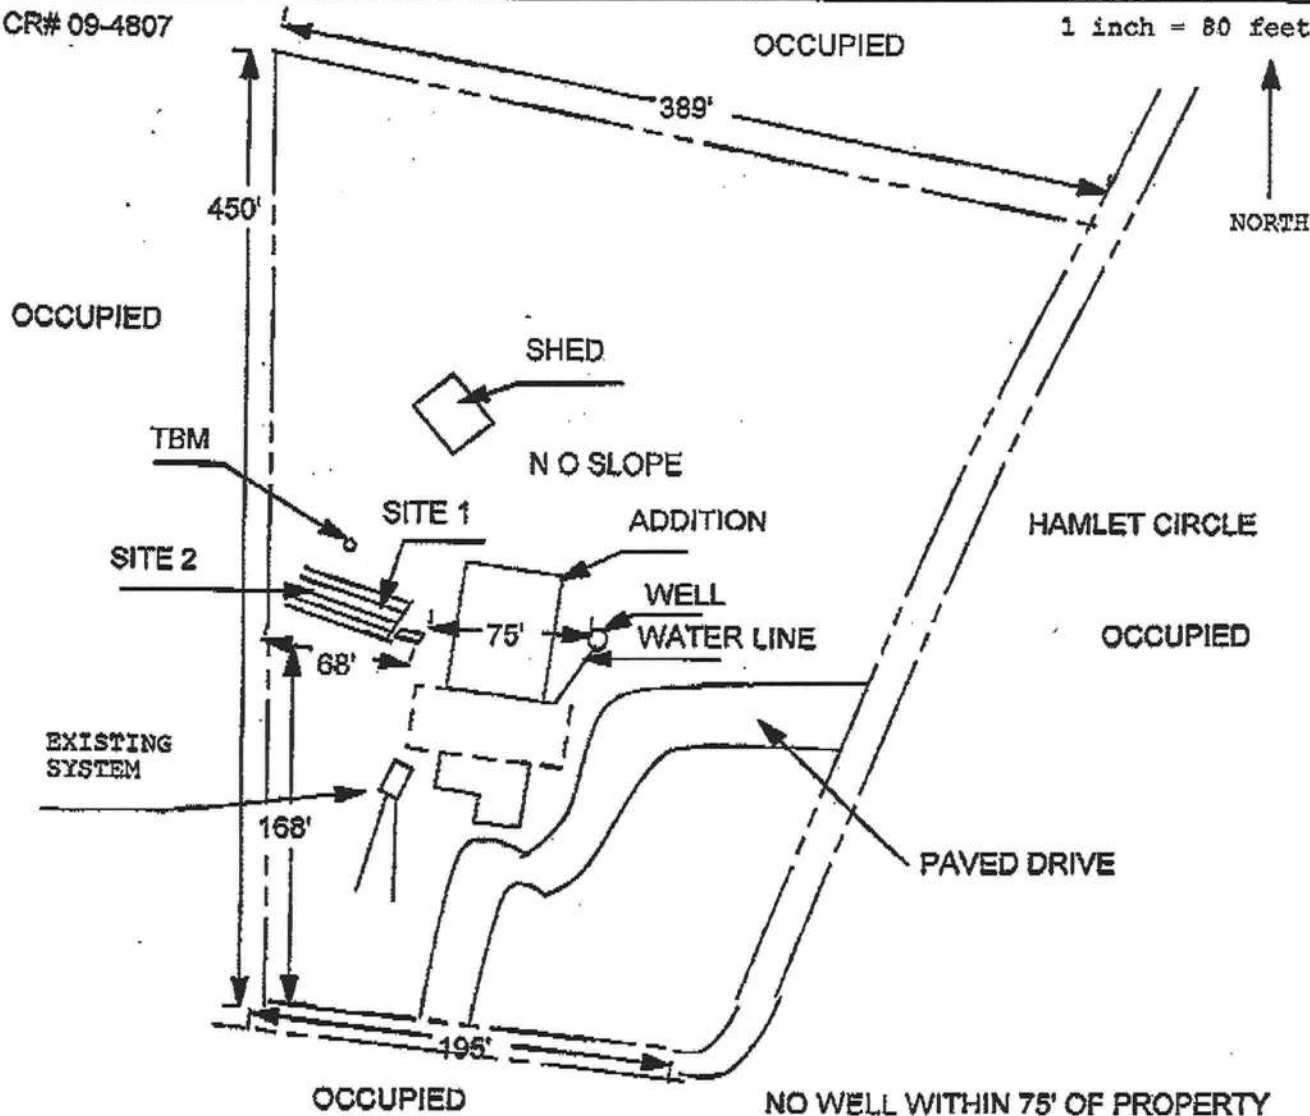 CR# 09-4807
1 inch = 80 feet
OCCUPIED
389'
450'
NORTH
OCCUPIED
SHED
TBM
N O SLOPE
SITE 1
ADDITION
HAMLET CIRCLE
SITE 2
WELL
75'
WATER LINE
OCCUPIED
68'
EXISTING
SYSTEM
168'
PAVED DRIVE
195'
OCCUPIED
NO WELL WITHIN 75' OF PROPERTY